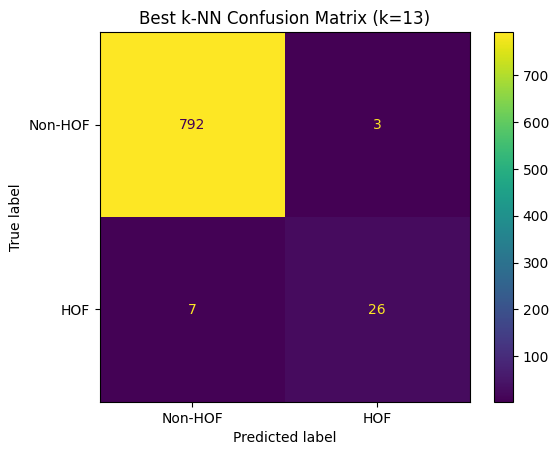 Best k-NN Confusion Matrix (k=13)
True label
Non-HOF
792
3
HOF
7
26
Non-HOF
HOF
Predicted label
700
600
500
400
300
200
100